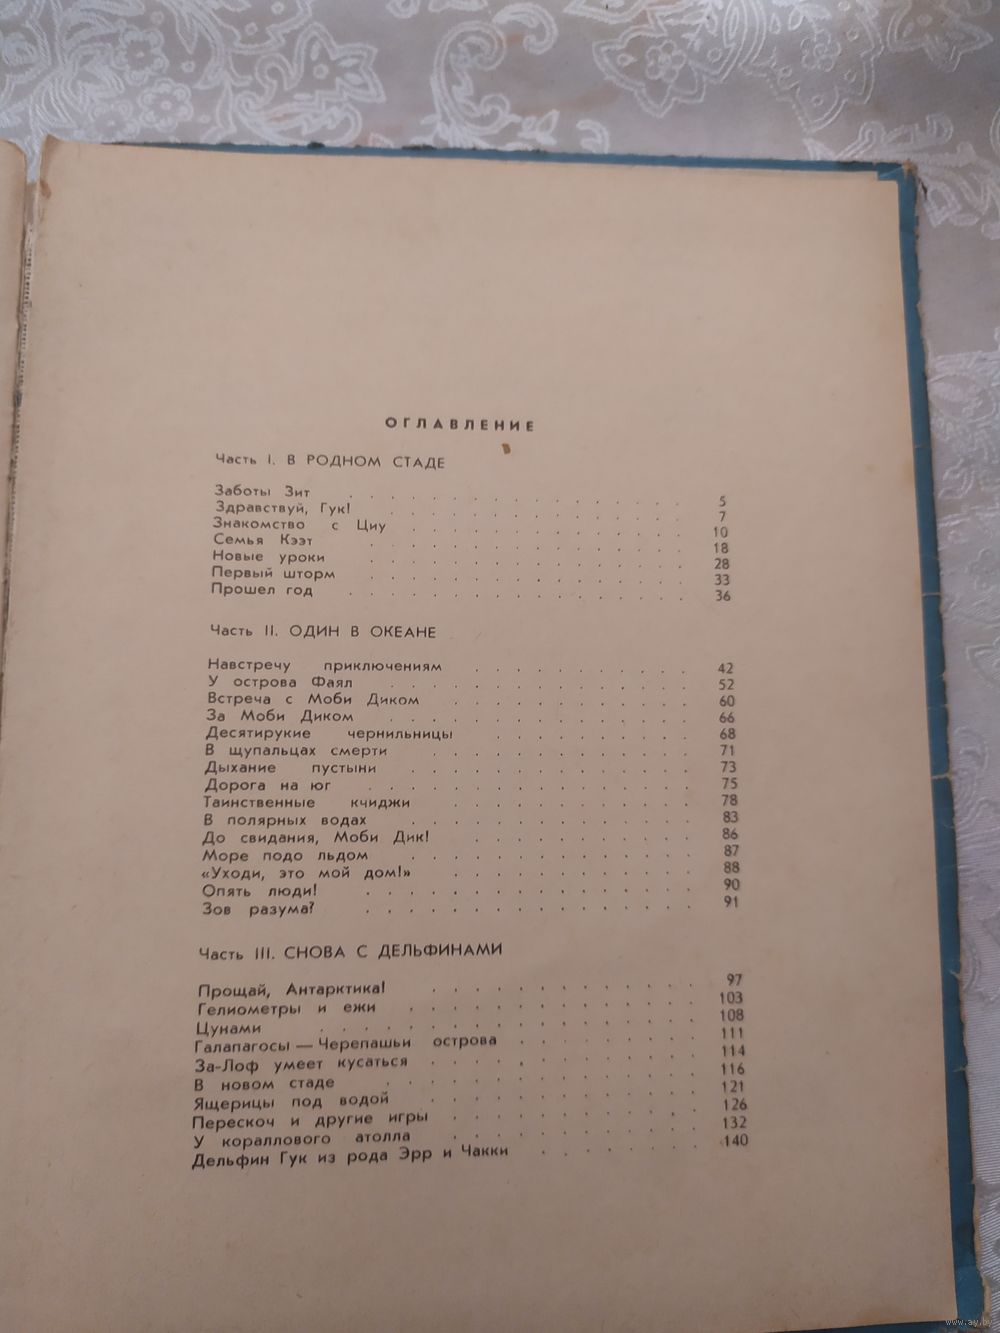 ОГЛАВЛЕНИЕ
Часть I. В РОДНОМ СТАДЕ
Заботы Зит . . . . . . . . . . . . . . . . . 5
Здравствуй, Гук! . . . . . . . . . . . . . . . 7
Знакомство с Циу . . . . . . . . . . . . . . 10
Семья Кээт . . . . . . . . . . . . . . . . 18
Новые уроки . . . . . . . . . . . . . . . . 28
Первый шторм . . . . . . . . . . . . . . . . 33
Прошел год . . . . . . . . . . . . . . . . . 36
Часть II. ОДИН В ОКЕАНЕ
Навстречу приключениям . . . . . . . . . . . 42
У острова Фаял . . . . . . . . . . . . . . . 52
Встреча с Моби Диком . . . . . . . . . . . . 60
За Моби Диком . . . . . . . . . . . . . . . 66
Десятирукие чернильницы . . . . . . . . . . 68
В щупальцах смерти . . . . . . . . . . . . . 71
Дыхание пустыни . . . . . . . . . . . . . . 73
Дорога на юг . . . . . . . . . . . . . . . . 75
Таинственные кчиджи . . . . . . . . . . . . 78
В полярных водах . . . . . . . . . . . . . . 83
До свидания, Моби Дик! . . . . . . . . . . . 86
Море подо льдом . . . . . . . . . . . . . . 87
«Уходи, это мой дом!» . . . . . . . . . . . . 88
Опять люди! . . . . . . . . . . . . . . . . 90
Зов разума? . . . . . . . . . . . . . . . . 91
Часть III. СНОВА С ДЕЛЬФИНАМИ
Прощай, Антарктика! . . . . . . . . . . . . . 97
Гелиометры и ежи . . . . . . . . . . . . . . 103
Цунами . . . . . . . . . . . . . . . . . . 108
Галапагосы — Черепашьи острова . . . . . . . . . 111
За-Лоф умеет кусаться . . . . . . . . . . . . . 114
В новом стаде . . . . . . . . . . . . . . . 116
Ящерицы под водой . . . . . . . . . . . . . 121
Перескоч и другие игры . . . . . . . . . . . . 126
У кораллового атолла . . . . . . . . . . . . 132
Дельфин Гук из рода Эрр и Чакки . . . . . . . . 140
www.ay.by